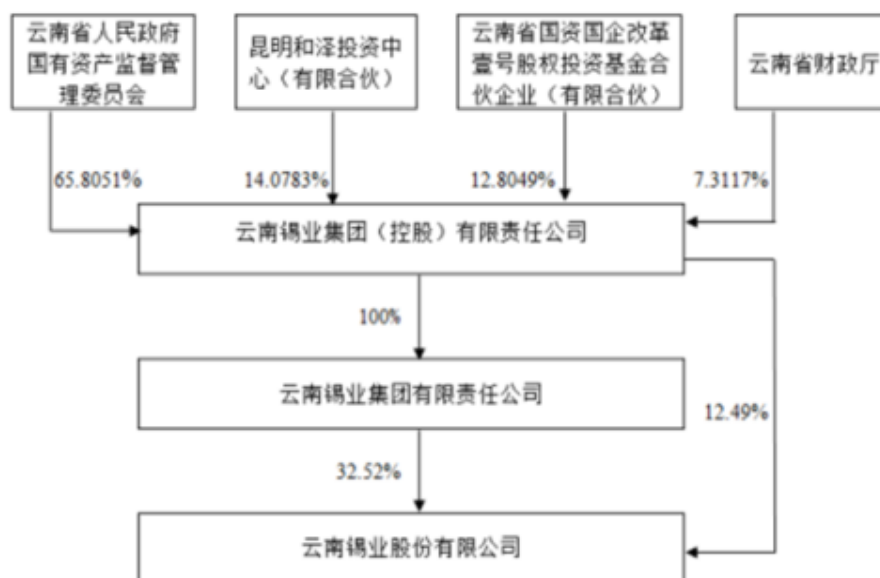 云南省人民政府
国有资产监督管
理委员会
昆明和泽投资中
心（有限合伙）
云南省国资国企改革
壹号股权投资基金合
伙企业（有限合伙）
云南省财政厅
65.8051%
14.0783%
12.8049%
7.3117%
云南锡业集团（控股）有限责任公司
100%
云南锡业集团有限责任公司
12.49%
32.52%
云南锡业股份有限公司